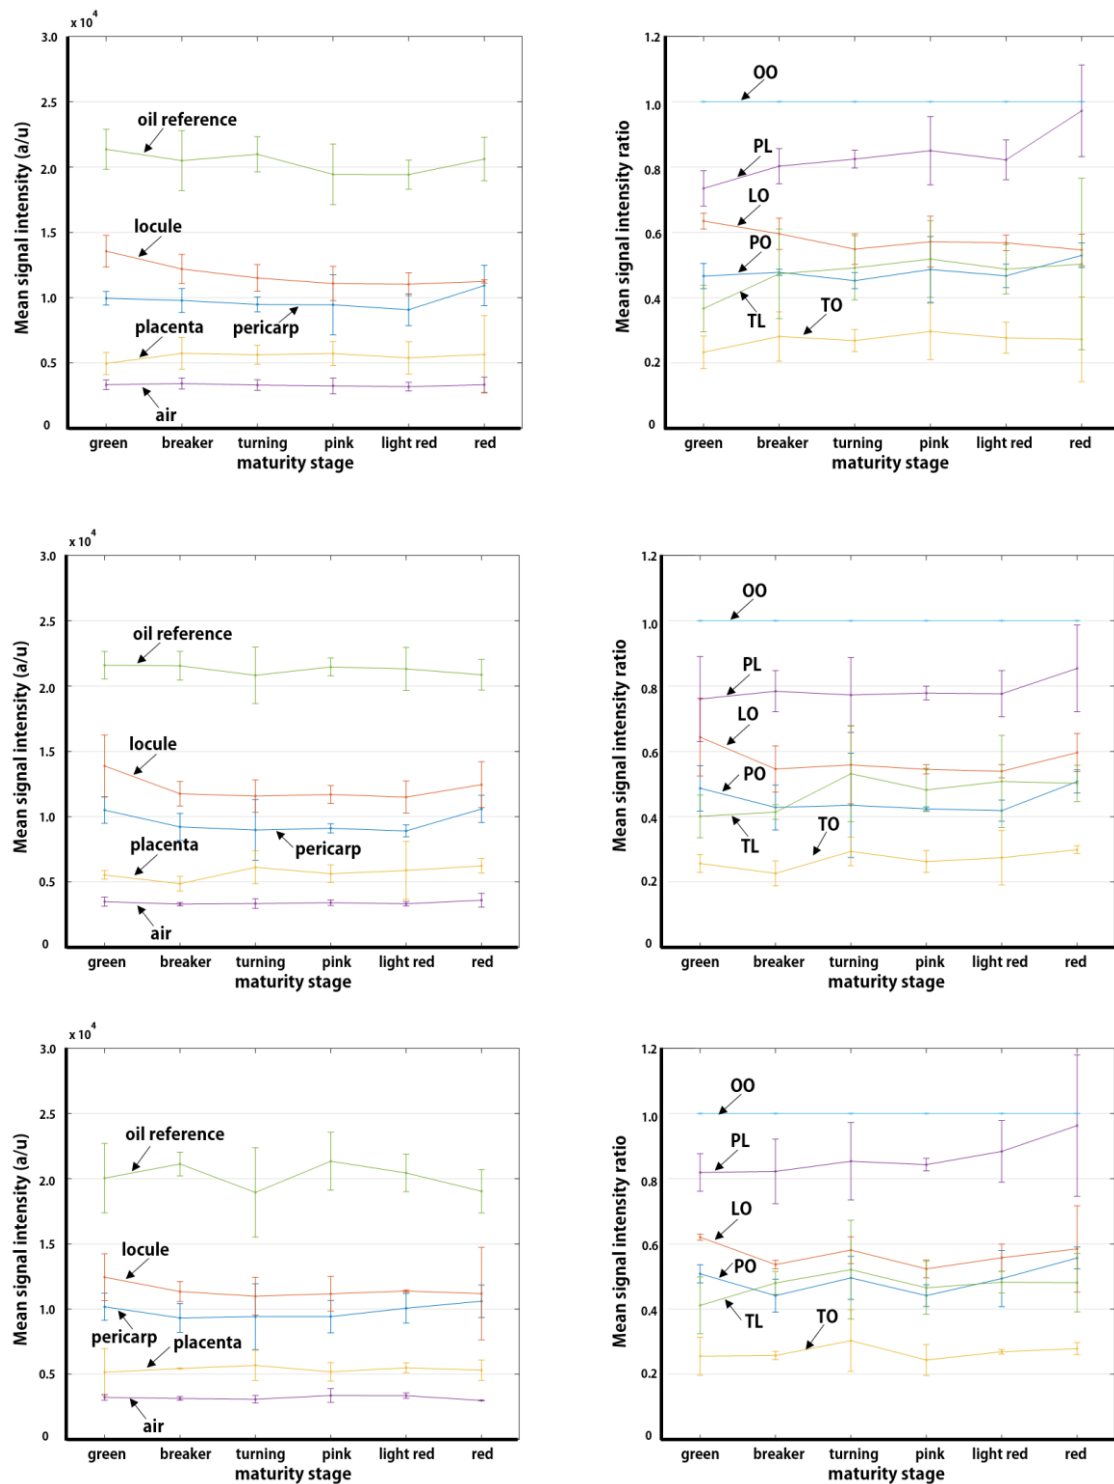 x 10⁴
3.0
2.5
2.0
1.5
1.0
0.5
0
Mean signal intensity (a/u)
oil reference
locule
placenta
pericarp
air
green breaker turning pink light red red
maturity stage
1.2
1.0
0.8
0.6
0.4
0.2
0
Mean signal intensity ratio
OO
PL
LO
PO
TL
TO
green breaker turning pink light red red
maturity stage
x 10⁴
3.0
2.5
2.0
1.5
1.0
0.5
0
Mean signal intensity (a/u)
oil reference
locule
placenta
pericarp
air
green breaker turning pink light red red
maturity stage
1.2
1.0
0.8
0.6
0.4
0.2
0
Mean signal intensity ratio
OO
PL
LO
PO
TL
TO
green breaker turning pink light red red
maturity stage
x 10⁴
3.0
2.5
2.0
1.5
1.0
0.5
0
Mean signal intensity (a/u)
oil reference
locule
pericarp
placenta
air
green breaker turning pink light red red
maturity stage
1.2
1.0
0.8
0.6
0.4
0.2
0
Mean signal intensity ratio
OO
PL
LO
PO
TL
TO
green breaker turning pink light red red
maturity stage